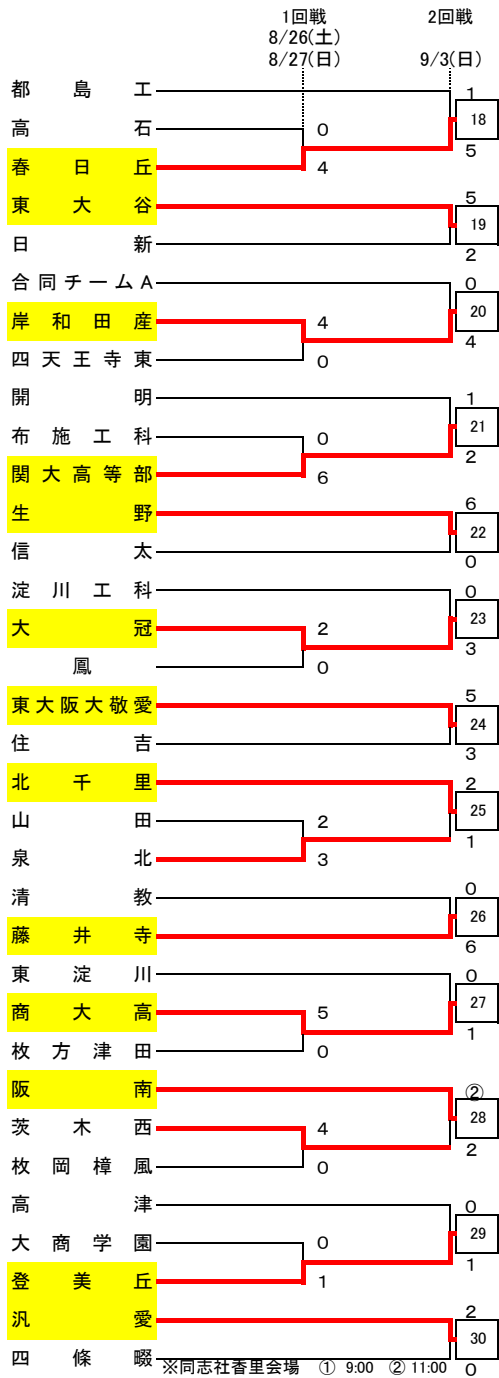 1回戦 2回戦
8/26(土)
8/27(日) 9/3(日)
都島工 1
18
高石 0
5
春日丘 4
東大谷 5
19
日新 2
合同チームA 0
20
岸和田産 4
4
四天王寺東 0
開明 1
21
布施工科 0
2
関大高等部 6
生野 6
22
信太 0
淀川工科 0
23
大冠 2
3
鳳 0
東大阪大敬愛 5
24
住吉 3
北千里 2
25
山田 2
1
泉北 3
清教 0
26
藤井寺 6
東淀川 0
27
商大高 5
1
枚方津田 0
阪南 ②
28
茨木西 4
2
枚岡樟風 0
高津 0
29
大商学園 0
1
登美丘 1
汎愛 2
30
四條畷 ※同志社香里会場 ① 9:00 ② 11:00 0